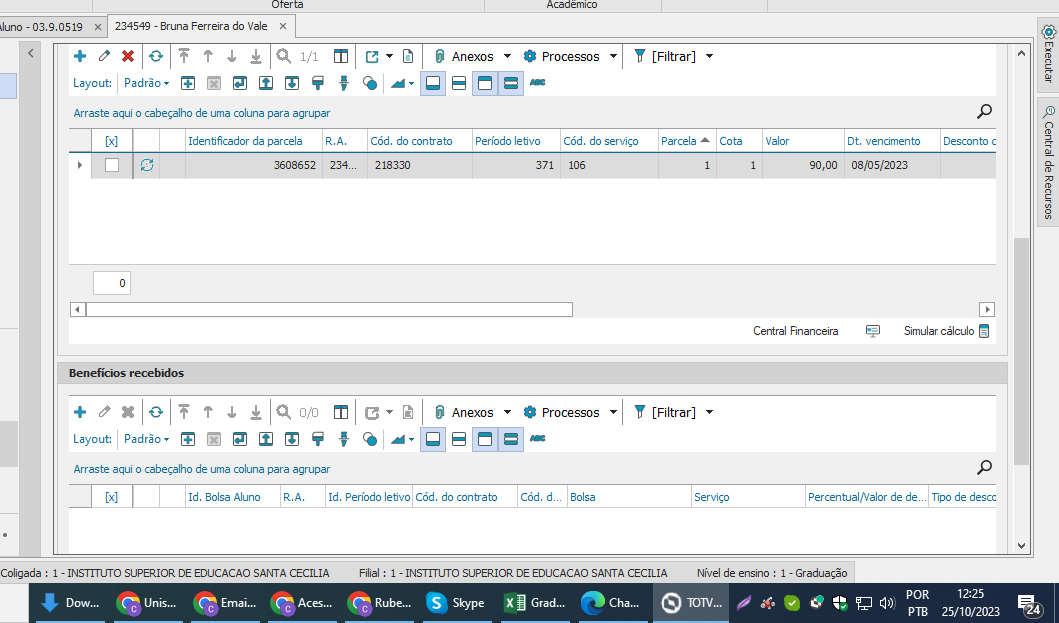 Oferta Acadêmico
Aluno - 03.9.0519 × 234549 - Bruna Ferreira do Vale ×
1/1 Anexos Processos [Filtrar]
Layout: Padrão ABC
Arraste aqui o cabeçalho de uma coluna para agrupar
[x] Identificador da parcela R.A. Cód. do contrato Período letivo Cód. do serviço Parcela Cota Valor Dt. vencimento Desconto
3608652 234... 218330 371 106 1 1 90,00 08/05/2023
0
Central Financeira Simular cálculo
Benefícios recebidos
0/0 Anexos Processos [Filtrar]
Layout: Padrão ABC
Arraste aqui o cabeçalho de uma coluna para agrupar
[x] Id. Bolsa Aluno R.A. Id. Período letivo Cód. do contrato Cód. d... Bolsa Serviço Percentual/Valor de de... Tipo de desco
Executar
Central de Recursos
Coligada : 1 - INSTITUTO SUPERIOR DE EDUCACAO SANTA CECILIA Filial : 1 - INSTITUTO SUPERIOR DE EDUCACAO SANTA CECILIA Nível de ensino : 1 - Graduação
Dow... Unis... Emai... Aces... Rube... Skype Grad... Cha... TOTV... POR 12:25
PTB 25/10/2023 24